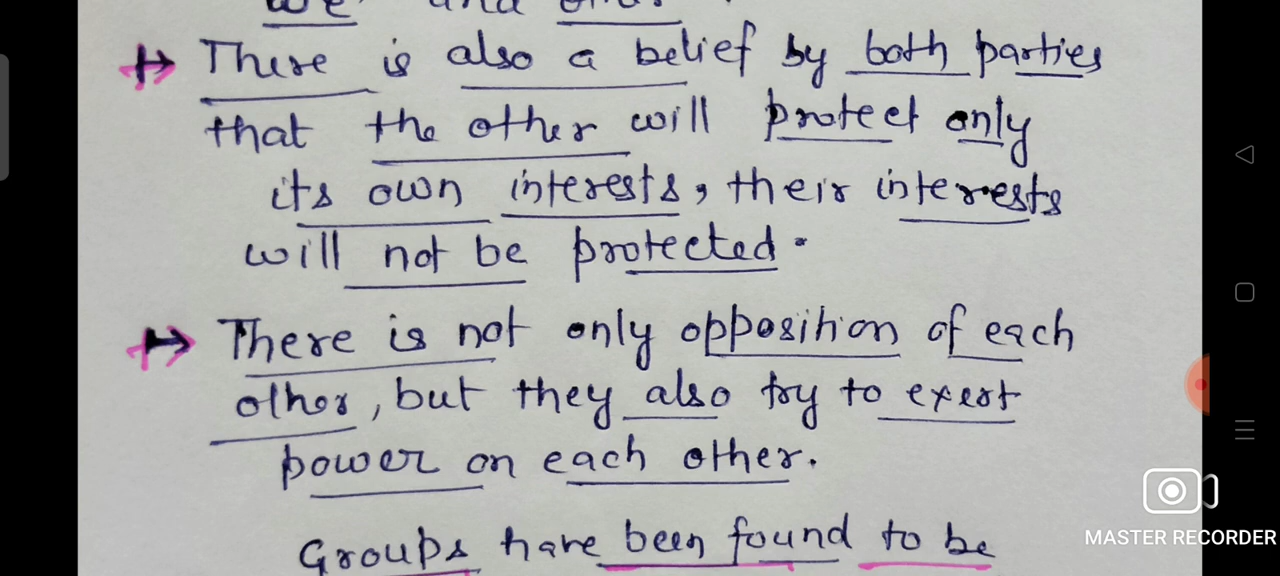 There is also a belief by both parties
that the other will protect only
its own interests, their interests
will not be protected.
There is not only opposition of each
other, but they also try to exert
power on each other.
Groups have been found to be
MASTER RECORDER